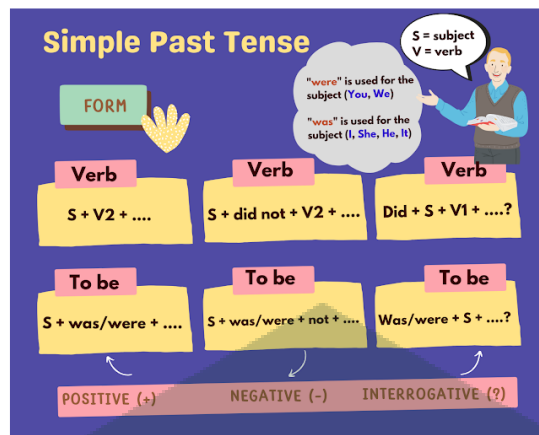 Simple Past Tense
S = subject
V = verb
"were" is used for the
subject (You, We)
"was" is used for the
subject (I, She, He, It)
FORM
Verb
S + V2 + ....
Verb
S + did not + V2 + ....
Verb
Did + S + V1 + ....?
To be
S + was/were + ....
To be
S + was/were + not + ....
To be
Was/were + S + ....?
POSITIVE (+)
NEGATIVE (-)
INTERROGATIVE (?)